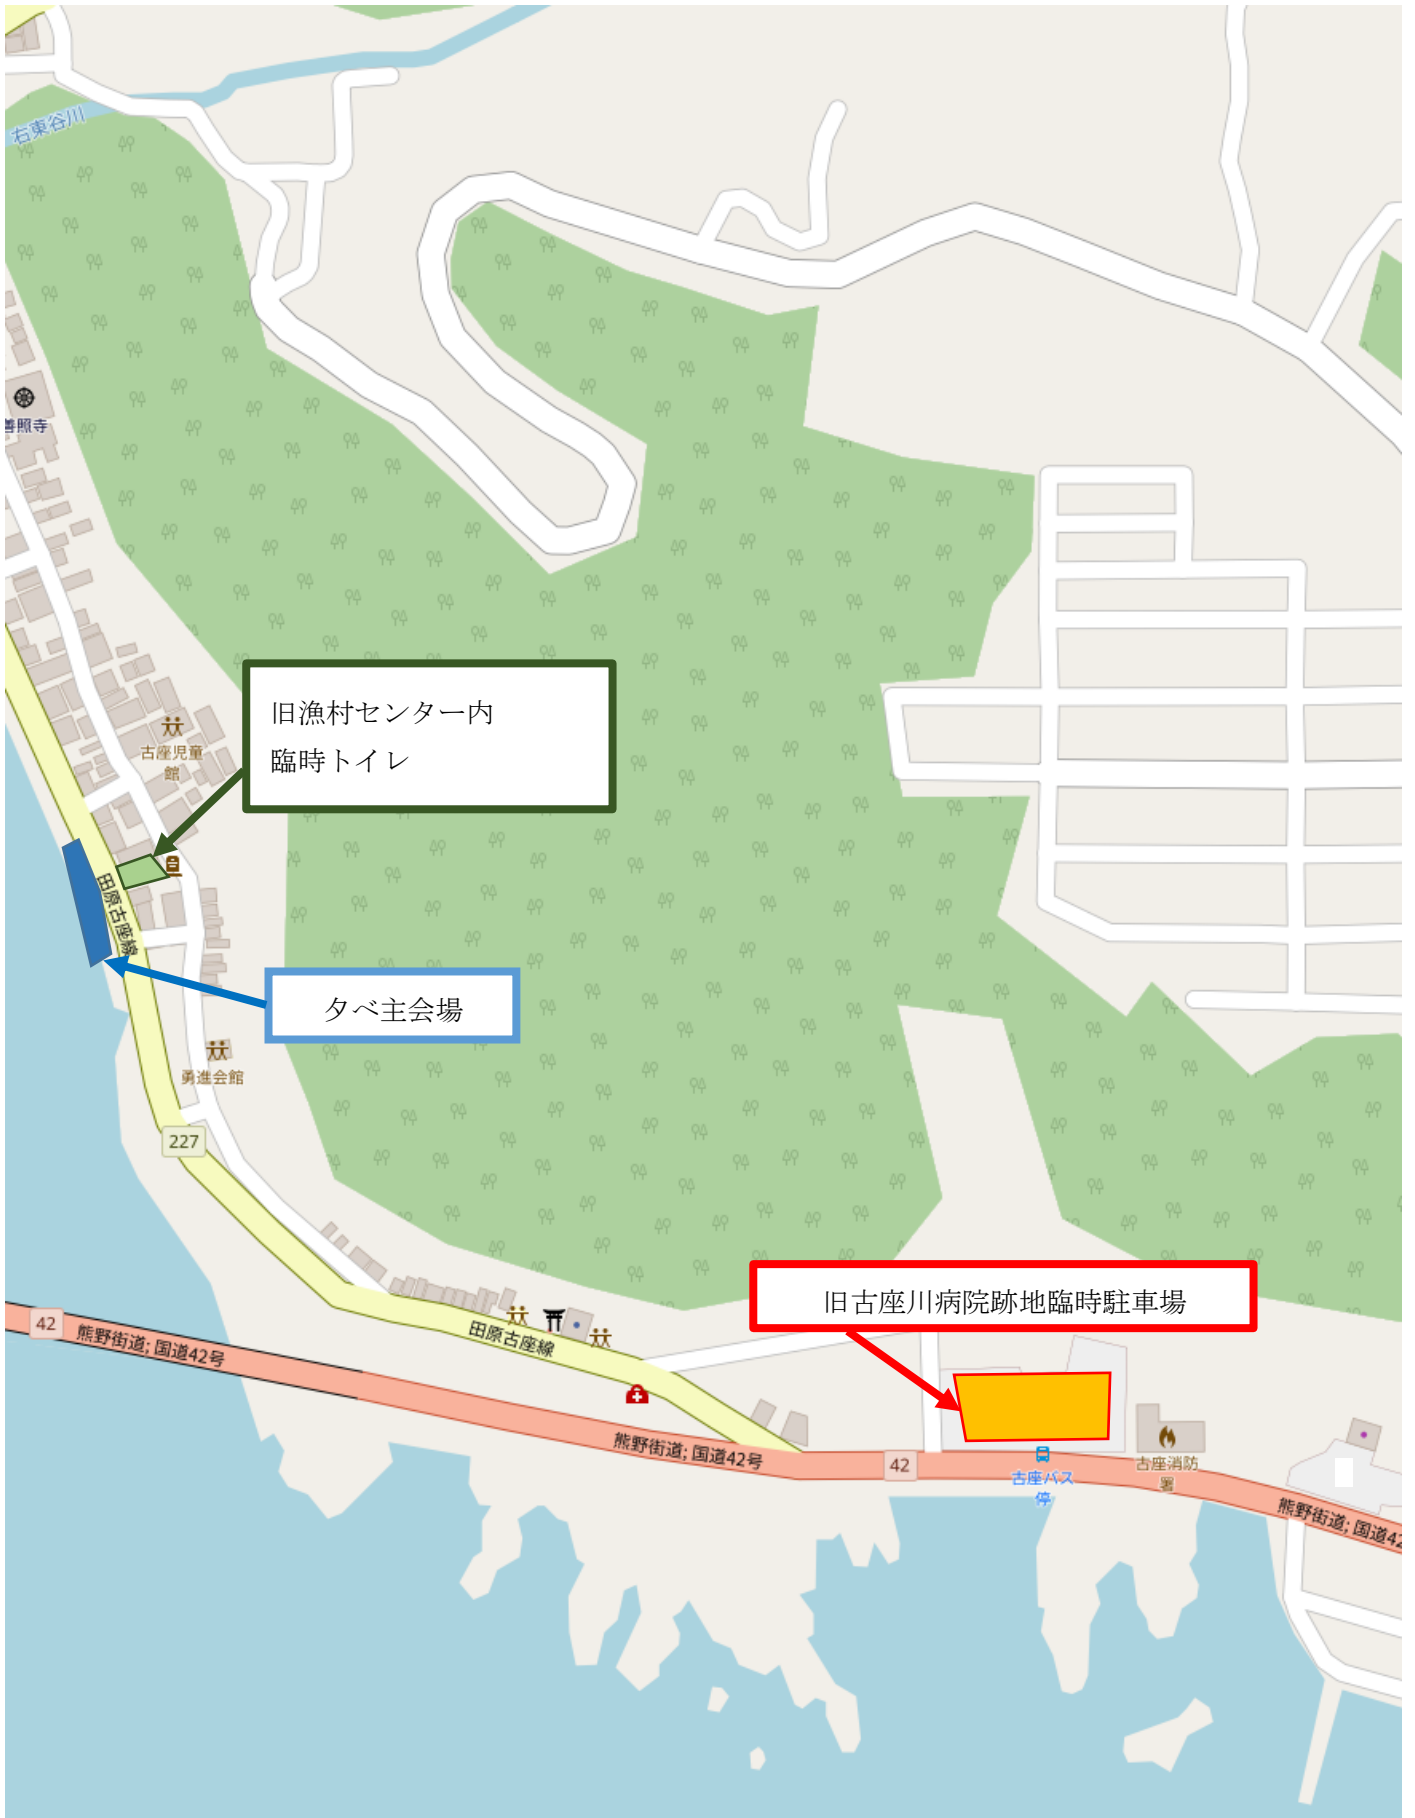 右東谷川
善照寺
旧漁村センター内
臨時トイレ
古座児童
館
田原古座線
夕べ主会場
勇進会館
227
旧古座川病院跡地臨時駐車場
42
熊野街道; 国道42号
田原古座線
熊野街道; 国道42号
42
古座バス
停
古座消防
署
熊野街道; 国道42